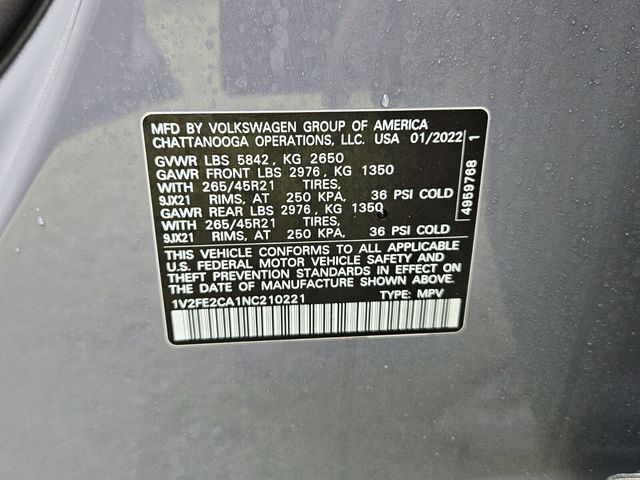 MFD BY VOLKSWAGEN GROUP OF AMERICA
CHATTANOOGA OPERATIONS, LLC. USA 01/2022
GVWR LBS 5842, KG 2650
GAWR FRONT LBS 2976, KG 1350
WITH 265/45R21 TIRES,
9JX21 RIMS, AT 250 KPA, 36 PSI COLD
GAWR REAR LBS 2976, KG 1350
WITH 265/45R21 TIRES,
9JX21 RIMS, AT 250 KPA, 36 PSI COLD
THIS VEHICLE CONFORMS TO ALL APPLICABLE
U.S. FEDERAL MOTOR VEHICLE SAFETY AND
THEFT PREVENTION STANDARDS IN EFFECT ON
THE DATE OF MANUFACTURE SHOWN ABOVE.
1V2FE2CA1NC210221 TYPE: MPV
4959768 1